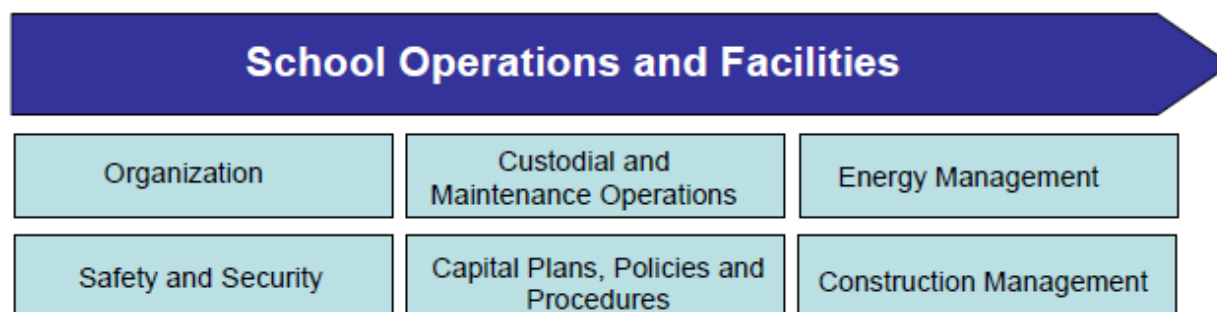 School Operations and Facilities
Organization
Custodial and
Maintenance Operations
Energy Management
Safety and Security
Capital Plans, Policies and
Procedures
Construction Management